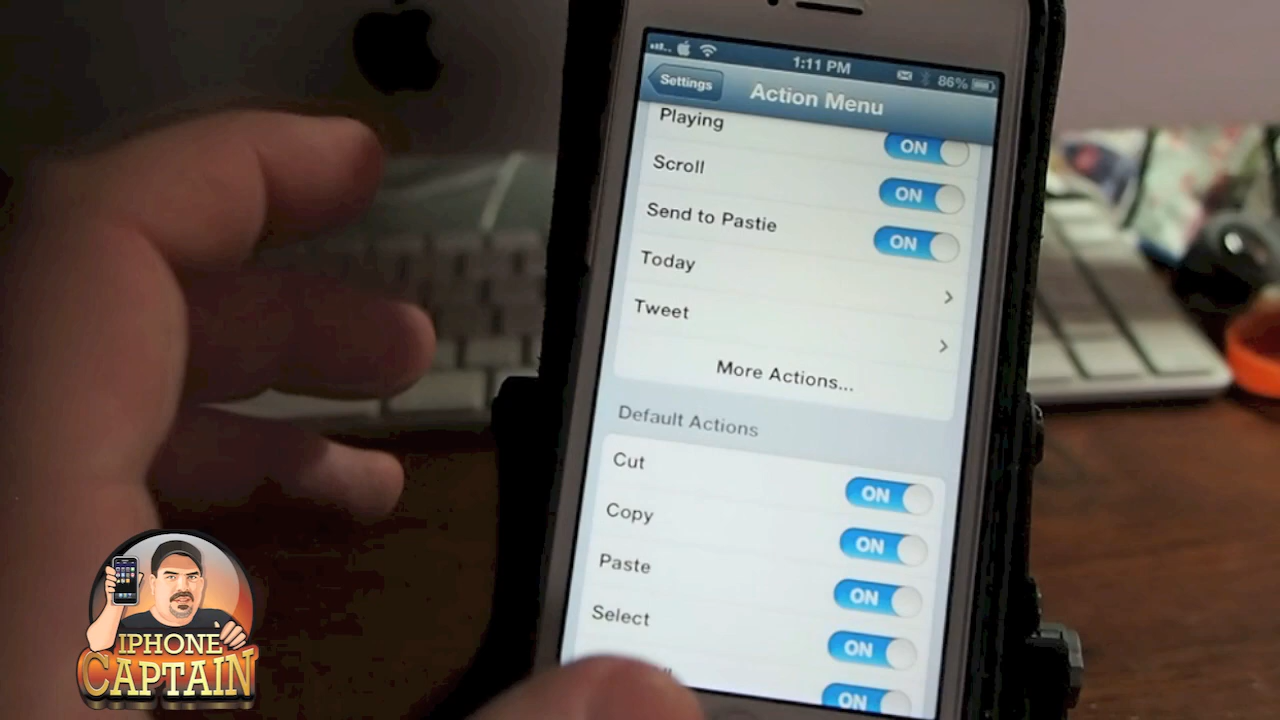 1:11 PM
86%
Settings
Action Menu
Playing
ON
Scroll
ON
Send to Pastie
ON
Today
Tweet
More Actions...
Default Actions
Cut
ON
Copy
ON
Paste
ON
Select
ON
ON
IPHONE
CAPTAIN